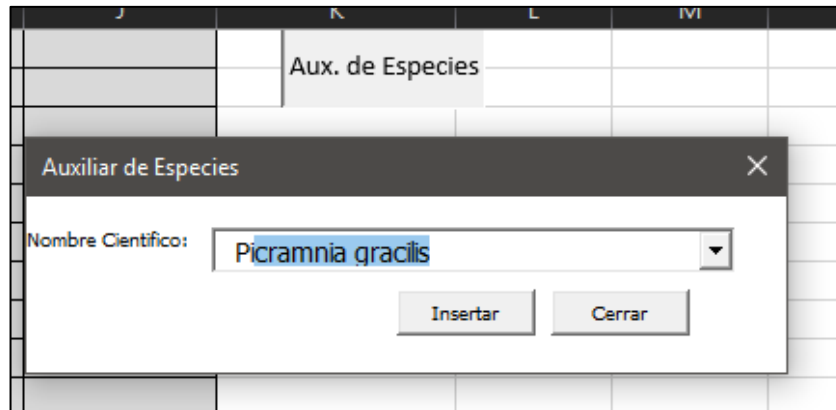 J K L M
Aux. de Especies
Auxiliar de Especies
Nombre Cientifico: Picramnia gracilis
Insertar Cerrar